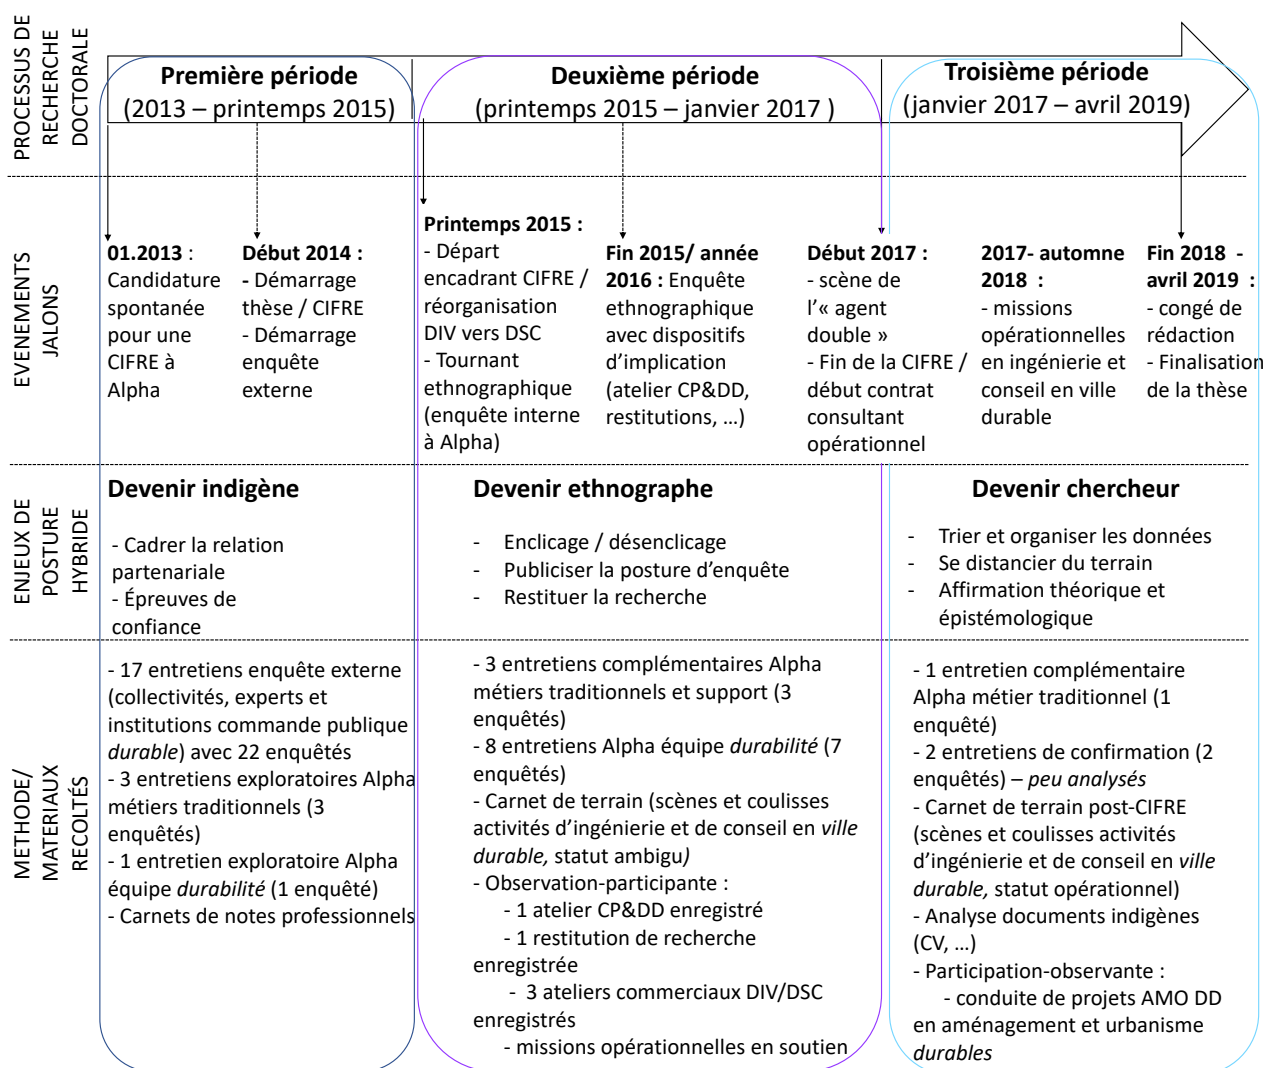 PROCESSUS DE
RECHERCHE
DOCTORALE
Première période
(2013 – printemps 2015)
Deuxième période
(printemps 2015 – janvier 2017 )
Troisième période
(janvier 2017 – avril 2019)
EVENEMENTS
JALONS
01.2013 :
Candidature
spontanée
pour une
CIFRE à
Alpha
Début 2014 :
- Démarrage
thèse / CIFRE
- Démarrage
enquête
externe
Printemps 2015 :
- Départ
encadrant CIFRE /
réorganisation
DIV vers DSC
- Tournant
ethnographique
(enquête interne
à Alpha)
Fin 2015/ année
2016 : Enquête
ethnographique
avec dispositifs
d’implication
(atelier CP&DD,
restitutions, …)
Début 2017 :
- scène de
l’« agent
double »
- Fin de la CIFRE /
début contrat
consultant
opérationnel
2017- automne
2018 :
- missions
opérationnelles
en ingénierie et
conseil en ville
durable
Fin 2018 -
avril 2019 :
- congé de
rédaction
- Finalisation
de la thèse
ENJEUX DE
POSTURE
HYBRIDE
Devenir indigène
- Cadrer la relation
partenariale
- Épreuves de
confiance
Devenir ethnographe
- Enclicage / désenclicage
- Publiciser la posture d’enquête
- Restituer la recherche
Devenir chercheur
- Trier et organiser les données
- Se distancier du terrain
- Affirmation théorique et
épistémologique
METHODE/
MATERIAUX
RECOLTÉS
- 17 entretiens enquête externe
(collectivités, experts et
institutions commande publique
durable) avec 22 enquêtés
- 3 entretiens exploratoires Alpha
métiers traditionnels (3
enquêtés)
- 1 entretien exploratoire Alpha
équipe durabilité (1 enquêté)
- Carnets de notes professionnels
- 3 entretiens complémentaires Alpha
métiers traditionnels et support (3
enquêtés)
- 8 entretiens Alpha équipe durabilité (7
enquêtés)
- Carnet de terrain (scènes et coulisses
activités d’ingénierie et de conseil en ville
durable, statut ambigu)
- Observation-participante :
- 1 atelier CP&DD enregistré
- 1 restitution de recherche
enregistrée
- 3 ateliers commerciaux DIV/DSC
enregistrés
- missions opérationnelles en soutien
- 1 entretien complémentaire
Alpha métier traditionnel (1
enquêté)
- 2 entretiens de confirmation (2
enquêtés) – peu analysés
- Carnet de terrain post-CIFRE
(scènes et coulisses activités
d’ingénierie et de conseil en ville
durable, statut opérationnel)
- Analyse documents indigènes
(CV, …)
- Participation-observante :
- conduite de projets AMO DD
en aménagement et urbanisme
durables